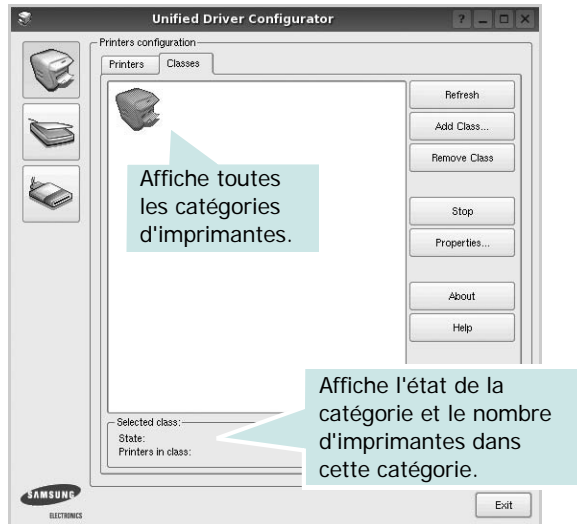 Unified Driver Configurator
Printers configuration
Printers Classes
Refresh
Add Class...
Remove Class
Affiche toutes
les catégories
d'imprimantes.
Stop
Properties...
About
Help
Affiche l'état de la
catégorie et le nombre
d'imprimantes dans
cette catégorie.
Selected class:
State:
Printers in class:
SAMSUNG
ELECTRONICS
Exit